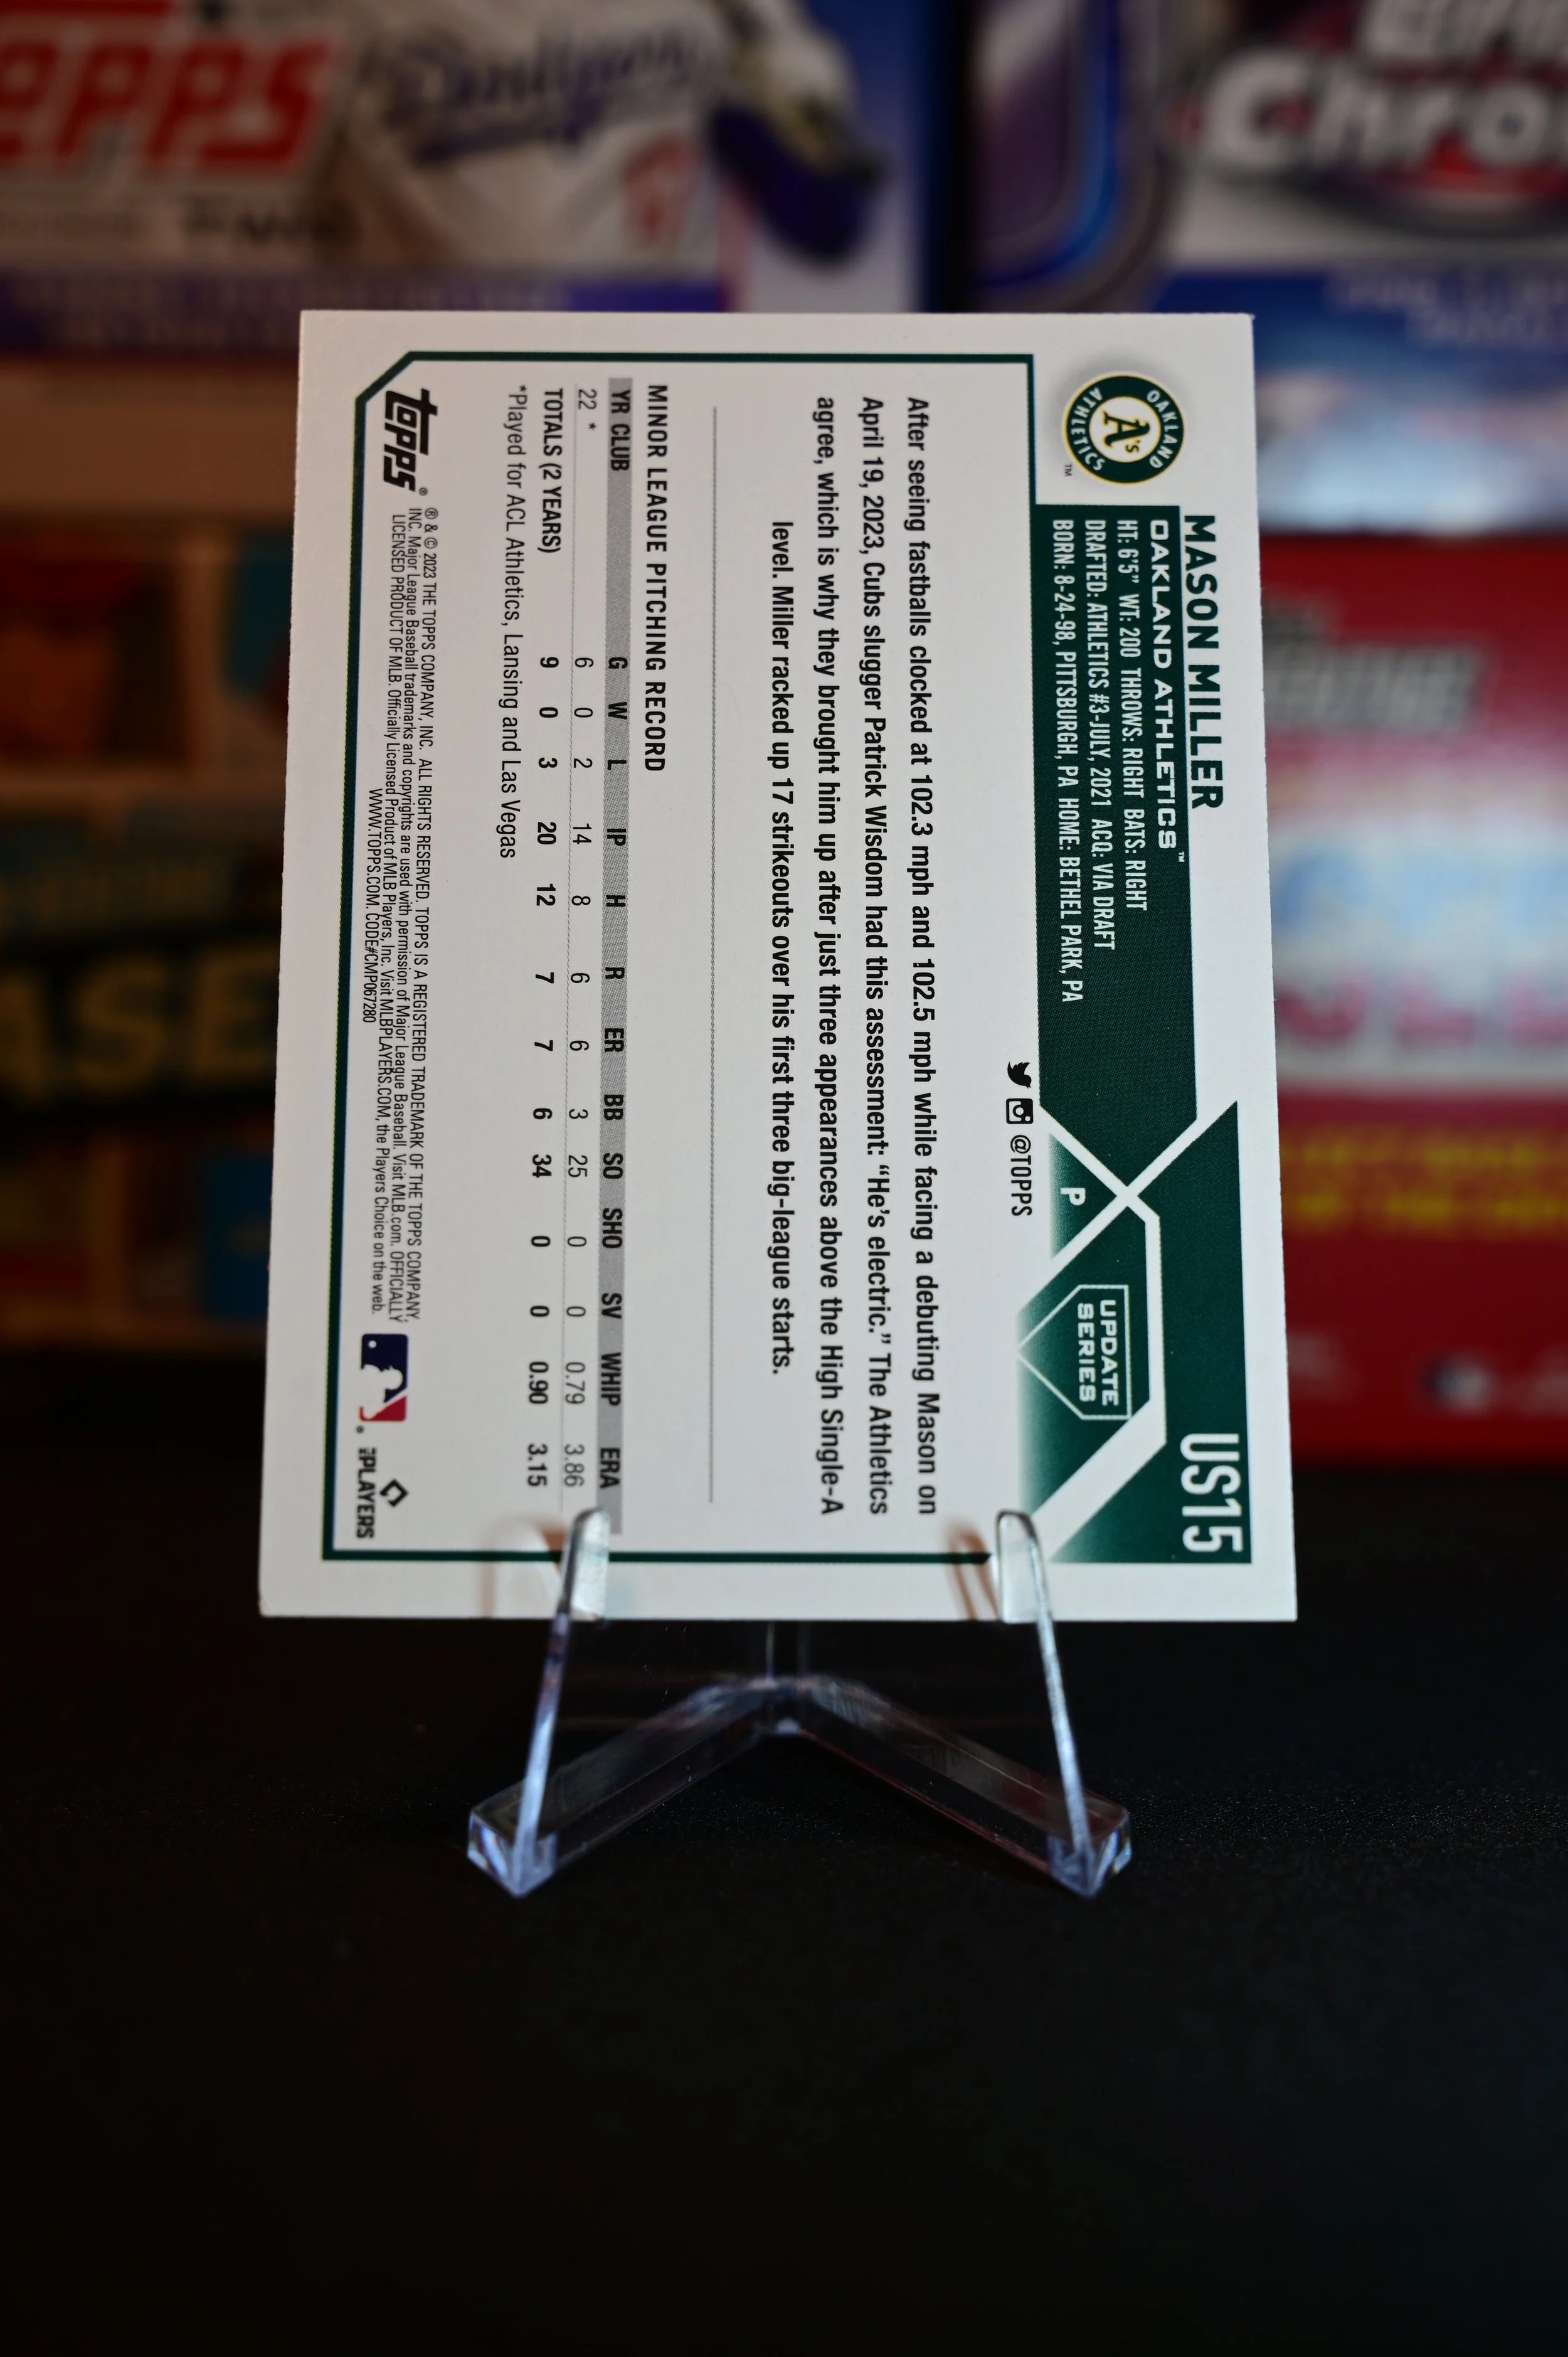 US15
MASON MILLER
OAKLAND ATHLETICS™
HT: 6'5" WT: 200 THROWS: RIGHT BATS: RIGHT
DRAFTED: ATHLETICS #3-JULY, 2021 ACQ: VIA DRAFT
BORN: 8-24-98, PITTSBURGH, PA HOME: BETHEL PARK, PA
OAKLAND
A's
ATHLETICS
™
P
UPDATE
SERIES
@TOPPS
After seeing fastballs clocked at 102.3 mph and 102.5 mph while facing a debuting Mason on
April 19, 2023, Cubs slugger Patrick Wisdom had this assessment: “He’s electric.” The Athletics
agree, which is why they brought him up after just three appearances above the High Single-A
level. Miller racked up 17 strikeouts over his first three big-league starts.
MINOR LEAGUE PITCHING RECORD
YR CLUB G W L IP H R ER BB SO SHO SV WHIP ERA
22 * 6 0 2 14 8 6 6 3 25 0 0 0.79 3.86
TOTALS (2 YEARS) 9 0 3 20 12 7 7 6 34 0 0 0.90 3.15
*Played for ACL Athletics, Lansing and Las Vegas
topps®
® & © 2023 THE TOPPS COMPANY, INC. ALL RIGHTS RESERVED. TOPPS IS A REGISTERED TRADEMARK OF THE TOPPS COMPANY,
INC. Major League Baseball trademarks and copyrights are used with permission of Major League Baseball. Visit MLB.com. OFFICIALLY
LICENSED PRODUCT OF MLB. Officially Licensed Product of MLB Players, Inc. Visit MLBPLAYERS.com, the Players Choice on the web.
WWW.TOPPS.COM. CODE#CMP067280
®
MLBPLAYERS
Dodgers